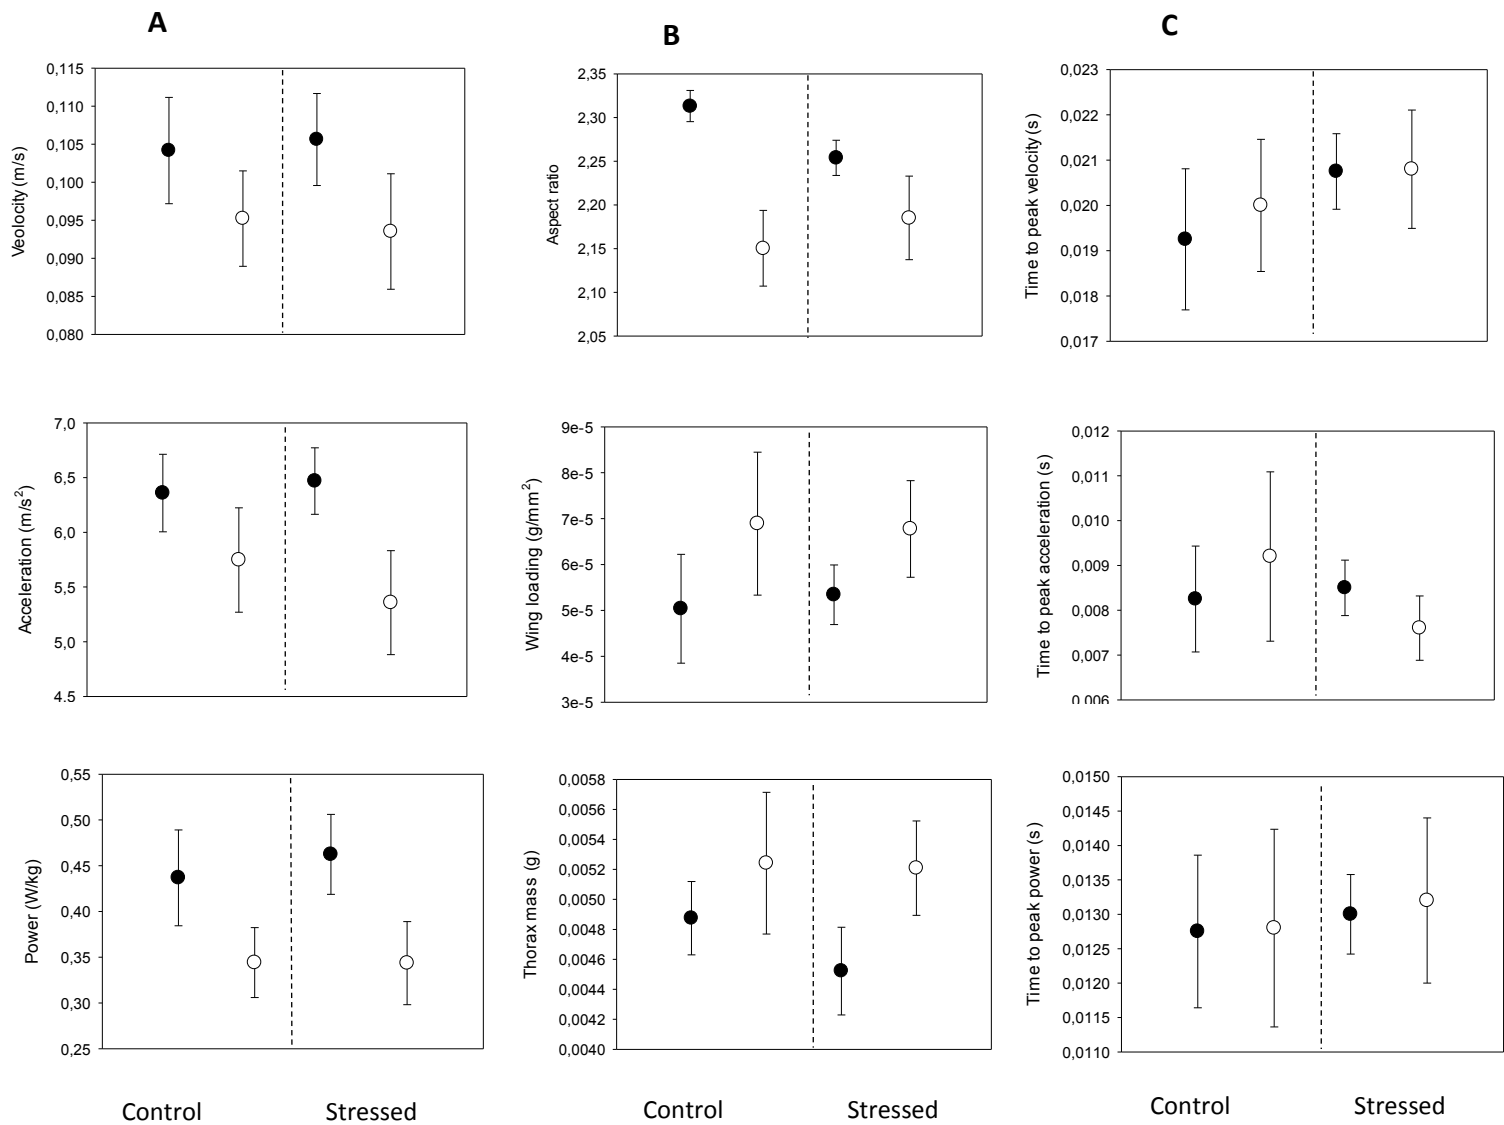 A
B
C
0,115
0,110
0,105
0,100
0,095
0,090
0,085
0,080
Veolocity (m/s)
2,35
2,30
2,25
2,20
2,15
2,10
2,05
Aspect ratio
0,023
0,022
0,021
0,020
0,019
0,018
0,017
Time to peak velocity (s)
7,0
6,5
6,0
5,5
5,0
4.5
Acceleration (m/s²)
9e-5
8e-5
7e-5
6e-5
5e-5
4e-5
3e-5
Wing loading (g/mm²)
0,012
0,011
0,010
0,009
0,008
0,007
0,006
Time to peak acceleration (s)
0,55
0,50
0,45
0,40
0,35
0,30
0,25
Power (W/kg)
0,0058
0,0056
0,0054
0,0052
0,0050
0,0048
0,0046
0,0044
0,0042
0,0040
Thorax mass (g)
0,0150
0,0145
0,0140
0,0135
0,0130
0,0125
0,0120
0,0115
0,0110
Time to peak power (s)
Control Stressed
Control Stressed
Control Stressed